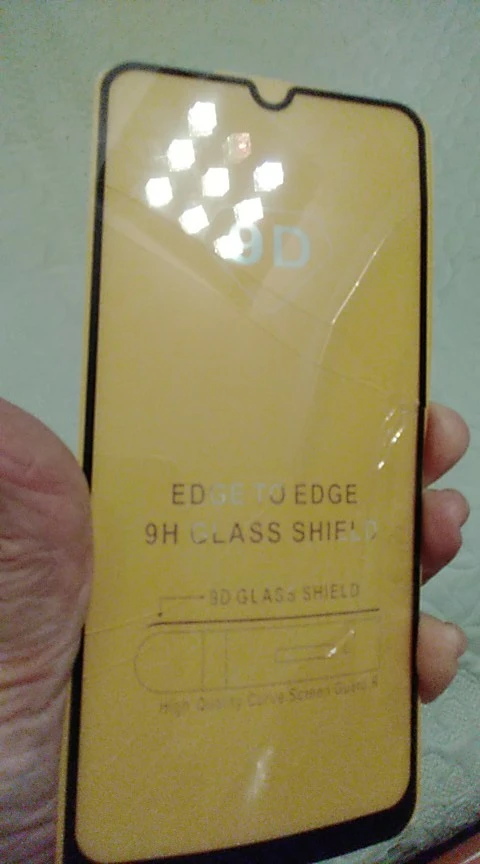 9D
EDGE TO EDGE
9H GLASS SHIELD
9D GLASS SHIELD
High Quality Curve Screen Guard